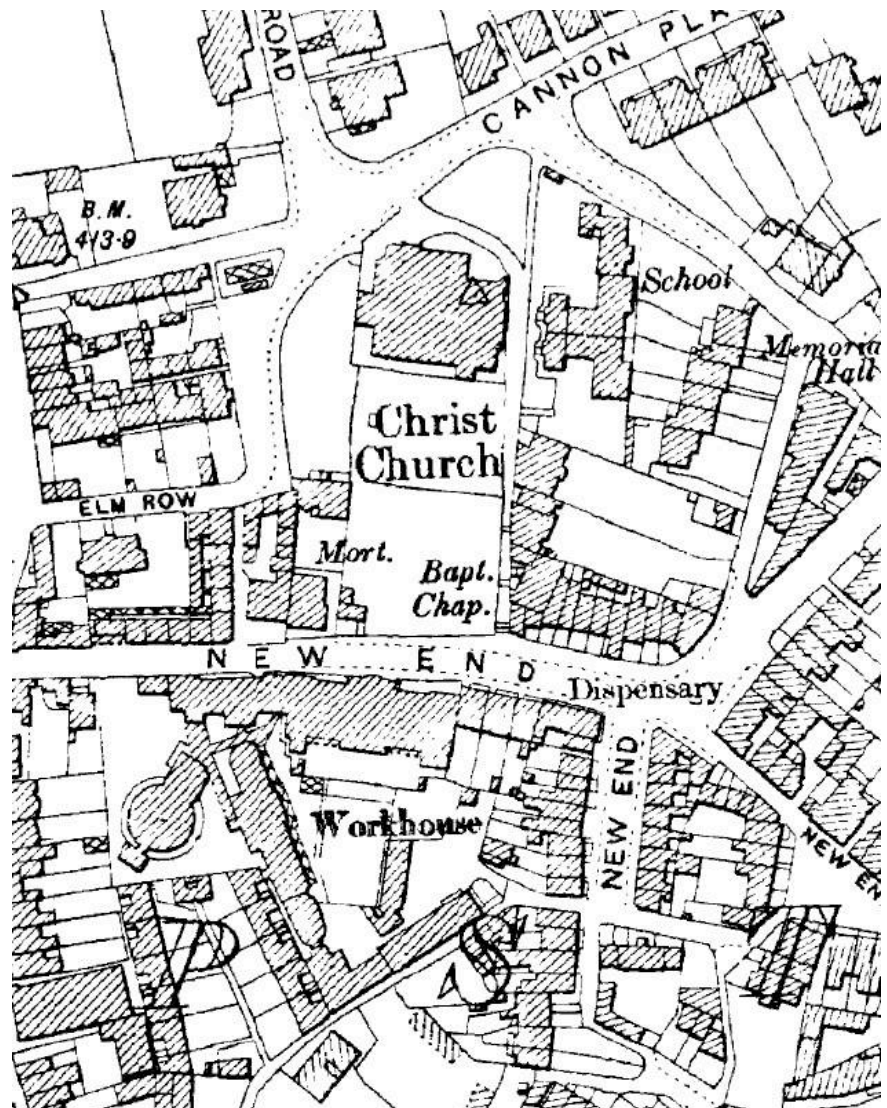 ROAD
CANNON PLA
B.M.
413·9
School
Memoria
Hall
Christ
Church
ELM ROW
Mort.
Bapt.
Chap.
NEW END
Dispensary
Workhouse
NEW END
NEW EN